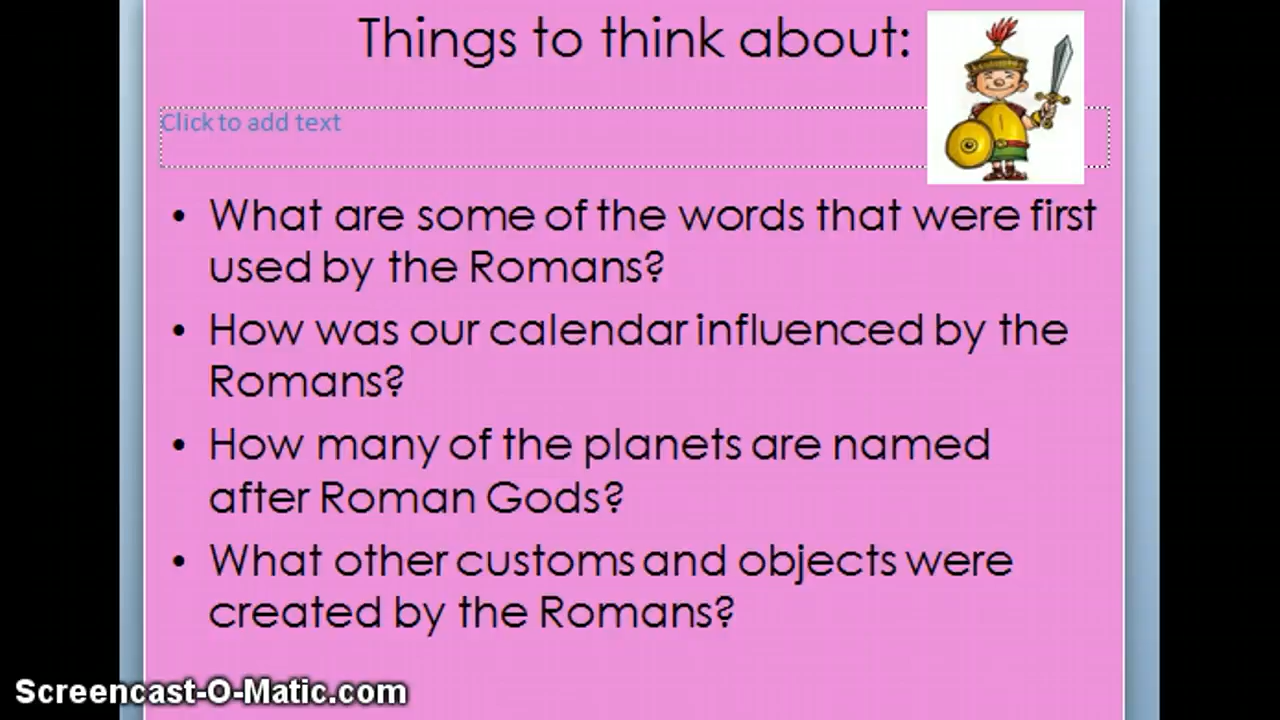 Things to think about:
Click to add text
• What are some of the words that were first
used by the Romans?
• How was our calendar influenced by the
Romans?
• How many of the planets are named
after Roman Gods?
• What other customs and objects were
created by the Romans?
Screencast-O-Matic.com